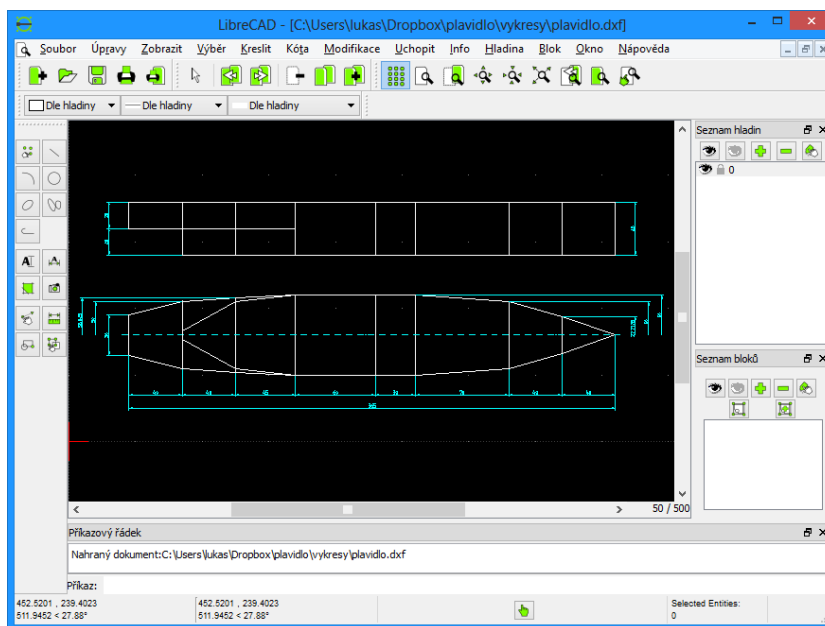 LibreCAD - [C:\Users\lukas\Dropbox\plavidlo\vykresy\plavidlo.dxf]
Soubor Úpravy Zobrazit Výběr Kreslit Kóta Modifikace Uchopit Info Hladina Blok Okno Nápověda
Dle hladiny Dle hladiny Dle hladiny
Seznam hladin
0
Seznam bloků
365
50 / 500
Příkazový řádek
Nahraný dokument:C:\Users\lukas\Dropbox\plavidlo\vykresy\plavidlo.dxf
Příkaz:
452.5201 , 239.4023 452.5201 , 239.4023 Selected Entities:
511.9452 < 27.88° 511.9452 < 27.88° 0